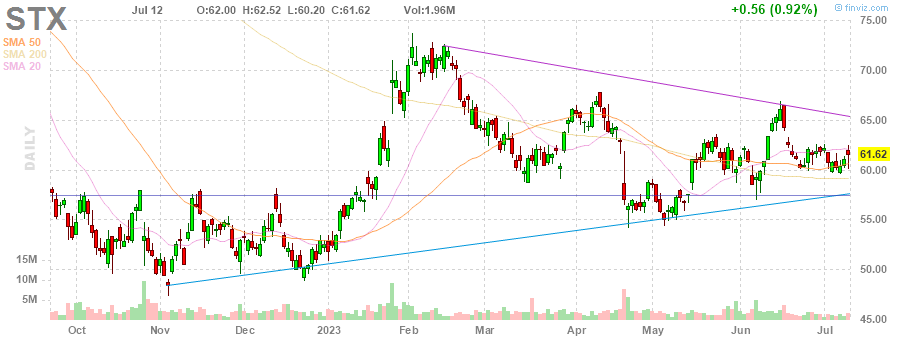 STX
Jul 12 O:62.00 H:62.52 L:60.20 C:61.62 Vol:1.96M
+0.56 (0.92%)
© finviz.com
SMA 50
SMA 200
SMA 20
DAILY
75.00
70.00
65.00
61.62
60.00
55.00
50.00
45.00
15M
10M
5M
Oct Nov Dec 2023 Feb Mar Apr May Jun Jul